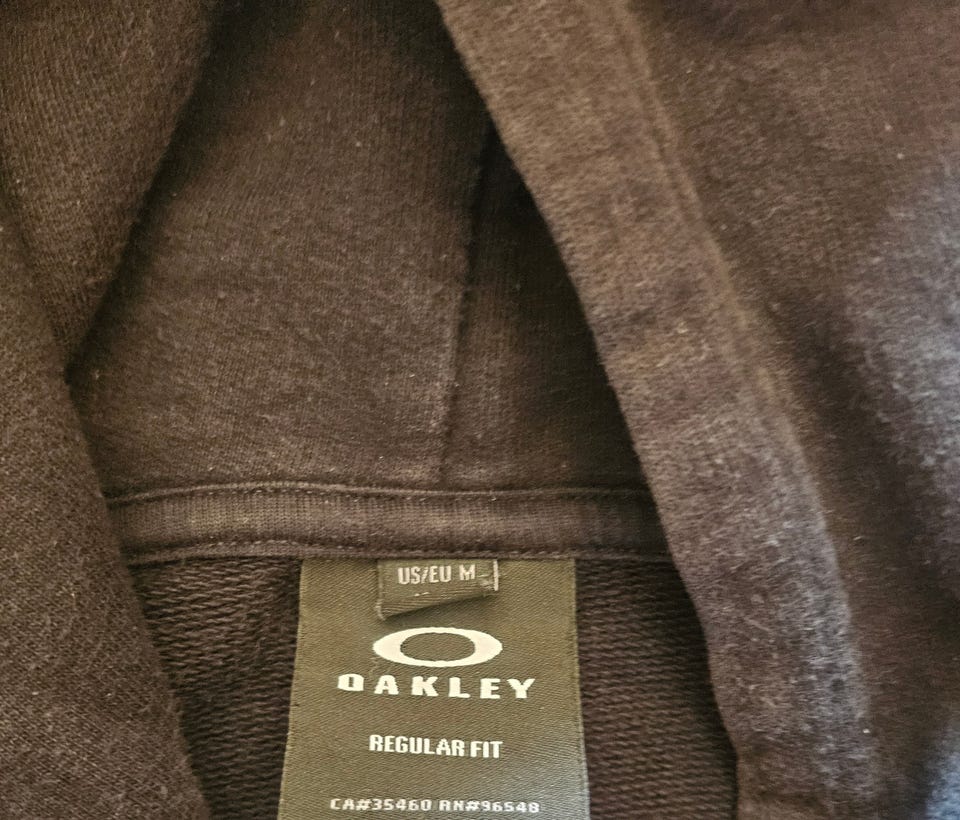 US/EU M
OAKLEY
REGULAR FIT
CA#35460 RN#96548